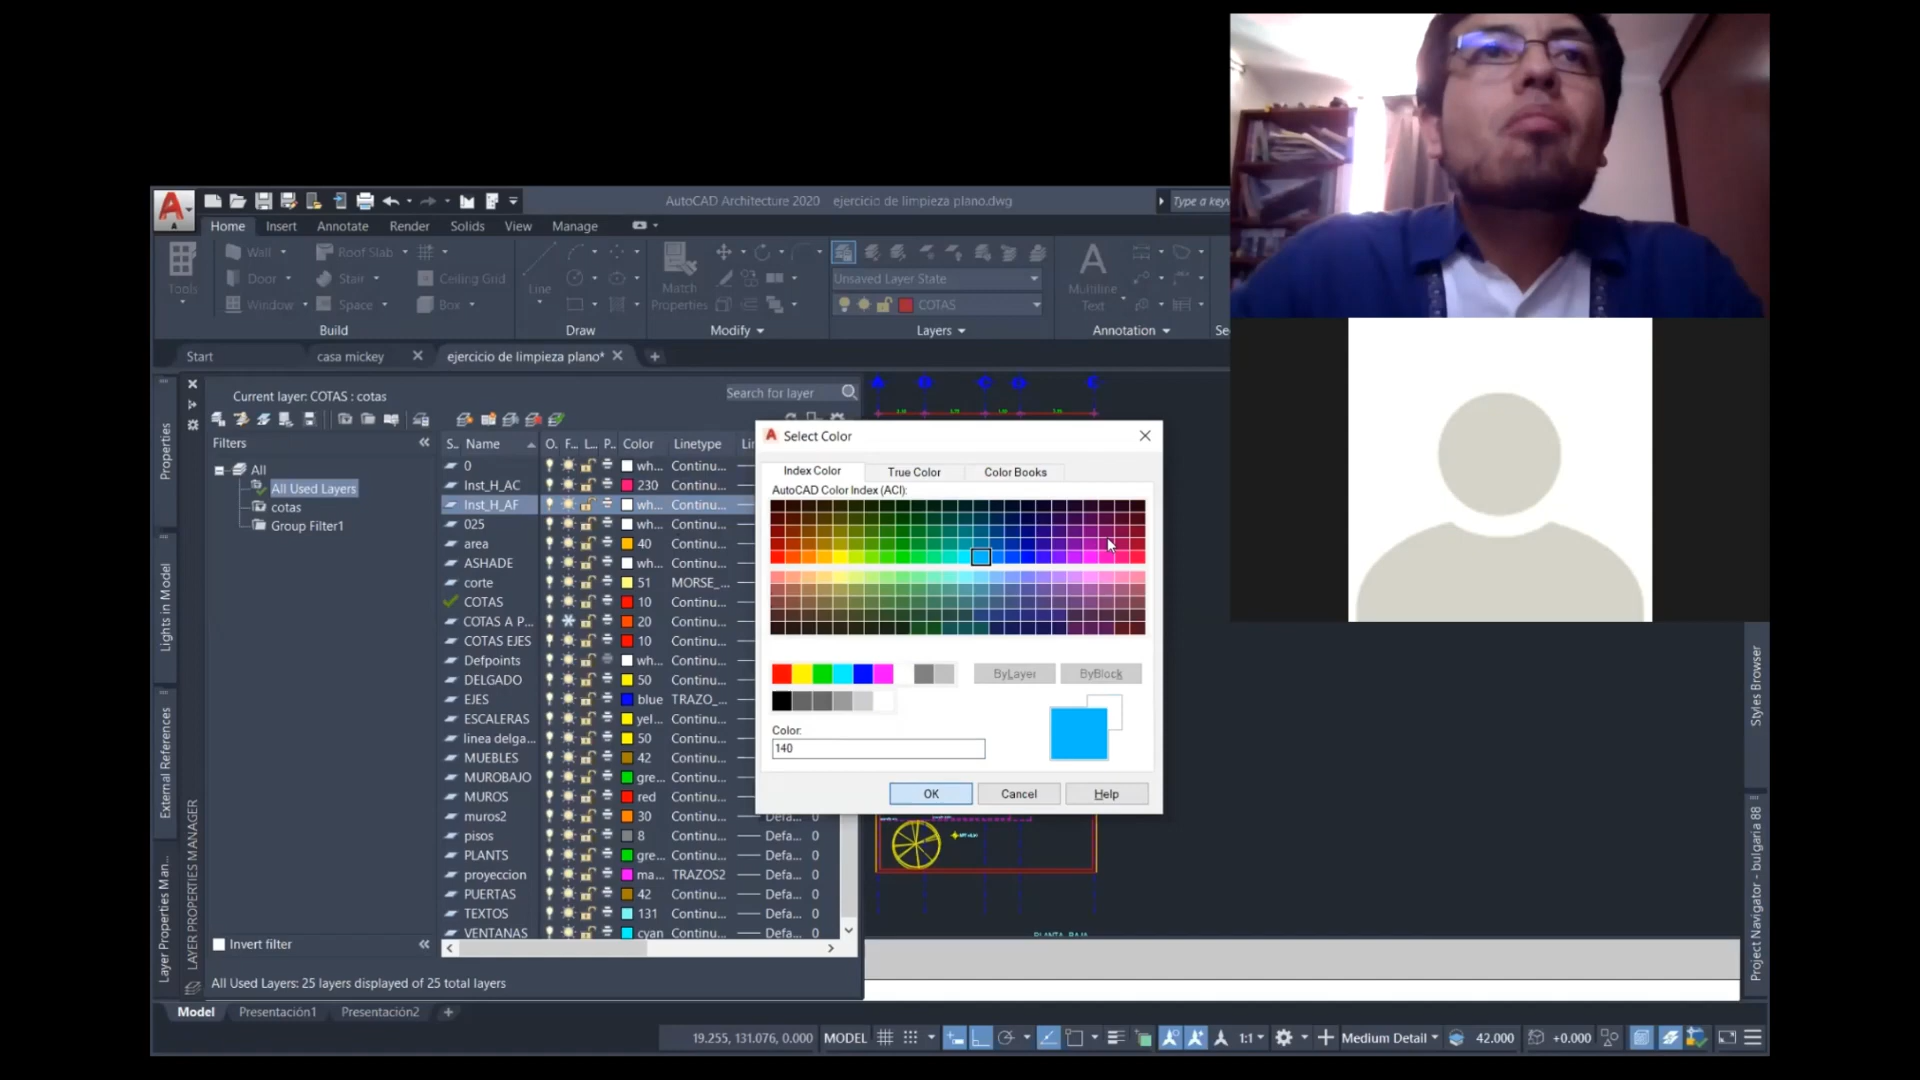 AutoCAD Architecture 2020 ejercicio de limpieza plano.dwg
Home Insert Annotate Render Solids View Manage
Tools
Wall
Door
Window
Roof Slab
Stair
Space
Ceiling Grid
Box
Build
Line
Draw
Match
Properties
Modify
Unsaved Layer State
COTAS
Layers
Multiline
Text
Annotation
Start
casa mickey
ejercicio de limpieza plano*
Properties
Lights in Model
External References
Layer Properties Man...
LAYER PROPERTIES MANAGER
Current layer: COTAS : cotas
Search for layer
Filters
All
All Used Layers
cotas
Group Filter1
Invert filter
S.. Name O. F.. L.. P.. Color Linetype
0 wh... Continu...
Inst_H_AC 230 Continu...
Inst_H_AF wh... Continu...
025 wh... Continu...
area 40 Continu...
ASHADE wh... Continu...
corte 51 MORSE_...
COTAS 10 Continu...
COTAS A P... 20 Continu...
COTAS EJES 10 Continu...
Defpoints wh... Continu...
DELGADO 50 Continu...
EJES blue TRAZO_...
ESCALERAS yel... Continu...
linea delga... 50 Continu...
MUEBLES 42 Continu...
MUROBAJO gre... Continu...
MUROS red Continu...
muros2 30 Continu... Defa... 0
pisos 8 Continu... Defa... 0
PLANTS gre... Continu... Defa... 0
proyeccion ma... TRAZOS2 Defa... 0
PUERTAS 42 Continu... Defa... 0
TEXTOS 131 Continu... Defa... 0
VENTANAS cyan Continu... Defa... 0
All Used Layers: 25 layers displayed of 25 total layers
Select Color
Index Color True Color Color Books
AutoCAD Color Index (ACI):
ByLayer ByBlock
Color:
140
OK Cancel Help
PLANTA BAJA
Styles Browser
Project Navigator - bulgaria 88
Model Presentación1 Presentación2
19.255, 131.076, 0.000 MODEL 1:1 Medium Detail 42.000 +0.000